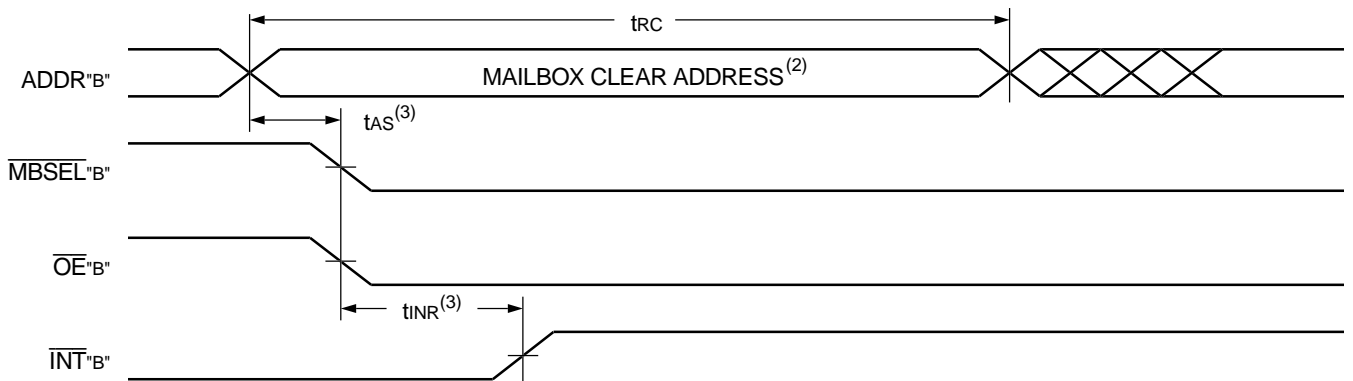 tRC
ADDR"B"
MAILBOX CLEAR ADDRESS(2)
tAS(3)
MBSEL"B"
OE"B"
tINR(3)
INT"B"